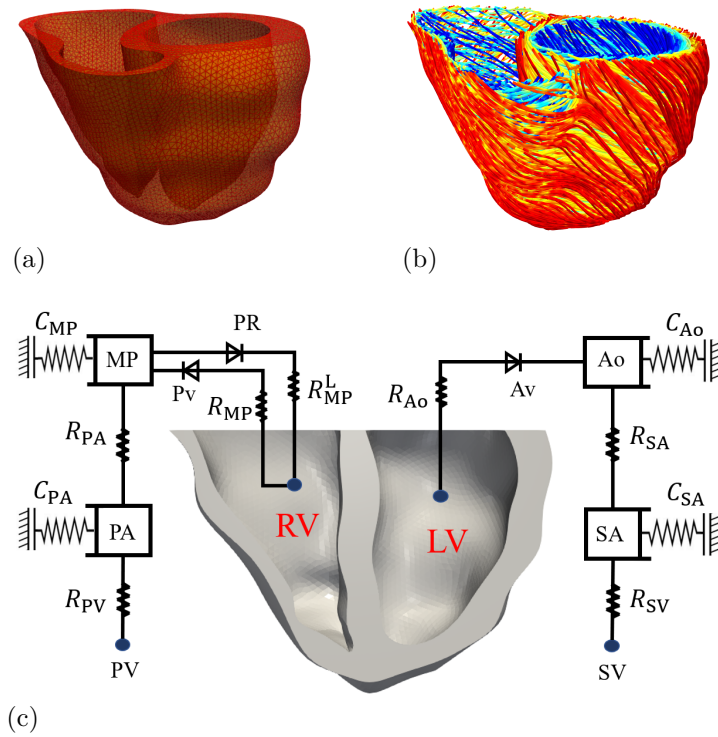 (a)
(b)
C_MP
MP
PR
Pv
R_MP
R^L_MP
R_Ao
Av
Ao
C_Ao
R_PA
R_SA
C_PA
PA
RV
LV
SA
C_SA
R_PV
R_SV
PV
SV
(c)